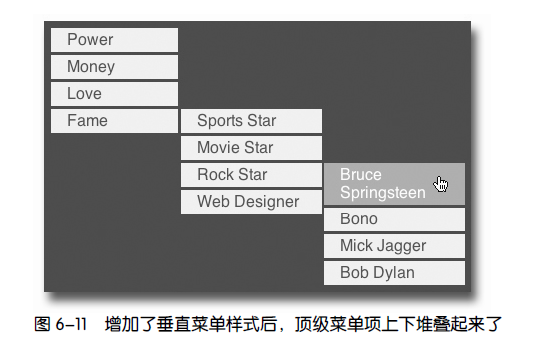 Power
Money
Love
Fame
Sports Star
Movie Star
Rock Star
Web Designer
Bruce
Springsteen
Bono
Mick Jagger
Bob Dylan
图 6-11 增加了垂直菜单样式后，顶级菜单项上下堆叠起来了